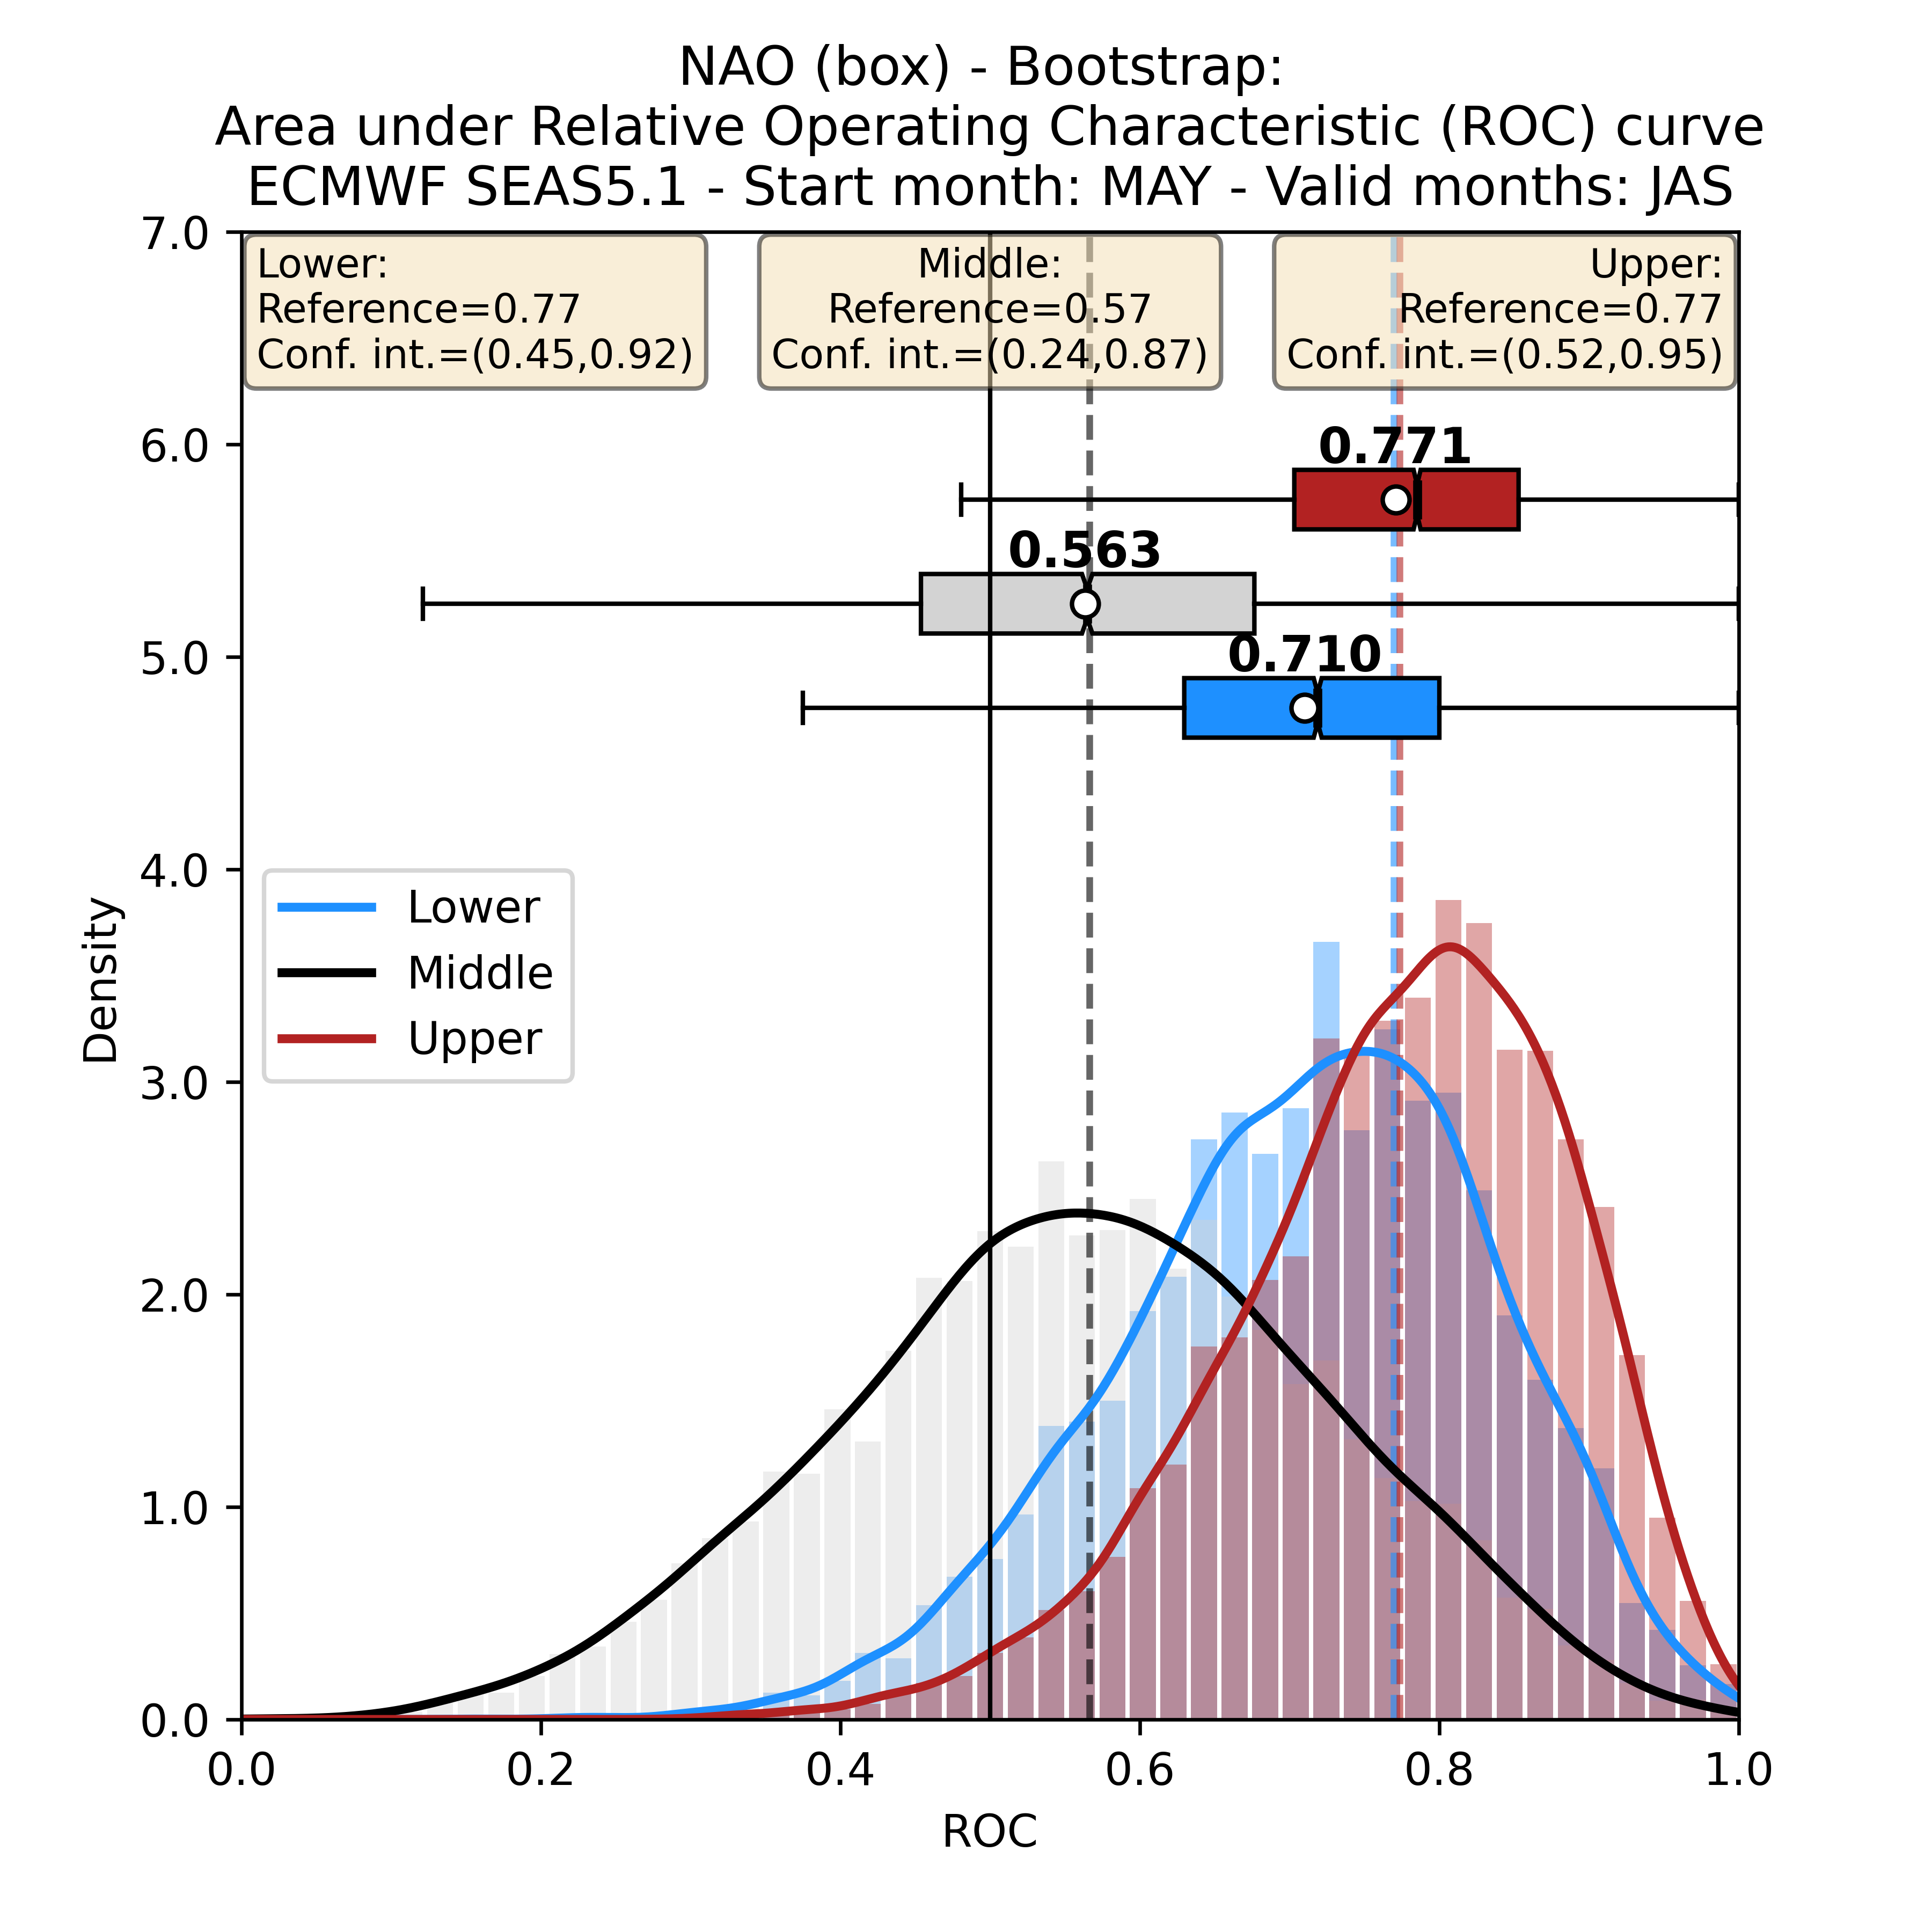 NAO (box) - Bootstrap:
Area under Relative Operating Characteristic (ROC) curve
ECMWF SEAS5.1 - Start month: MAY - Valid months: JAS
Lower:
Reference=0.77
Conf. int.=(0.45,0.92)
Middle:
Reference=0.57
Conf. int.=(0.24,0.87)
Upper:
Reference=0.77
Conf. int.=(0.52,0.95)
0.771
0.563
0.710
7.0
6.0
5.0
4.0
3.0
2.0
1.0
0.0
Density
Lower
Middle
Upper
0.0 0.2 0.4 0.6 0.8 1.0
ROC